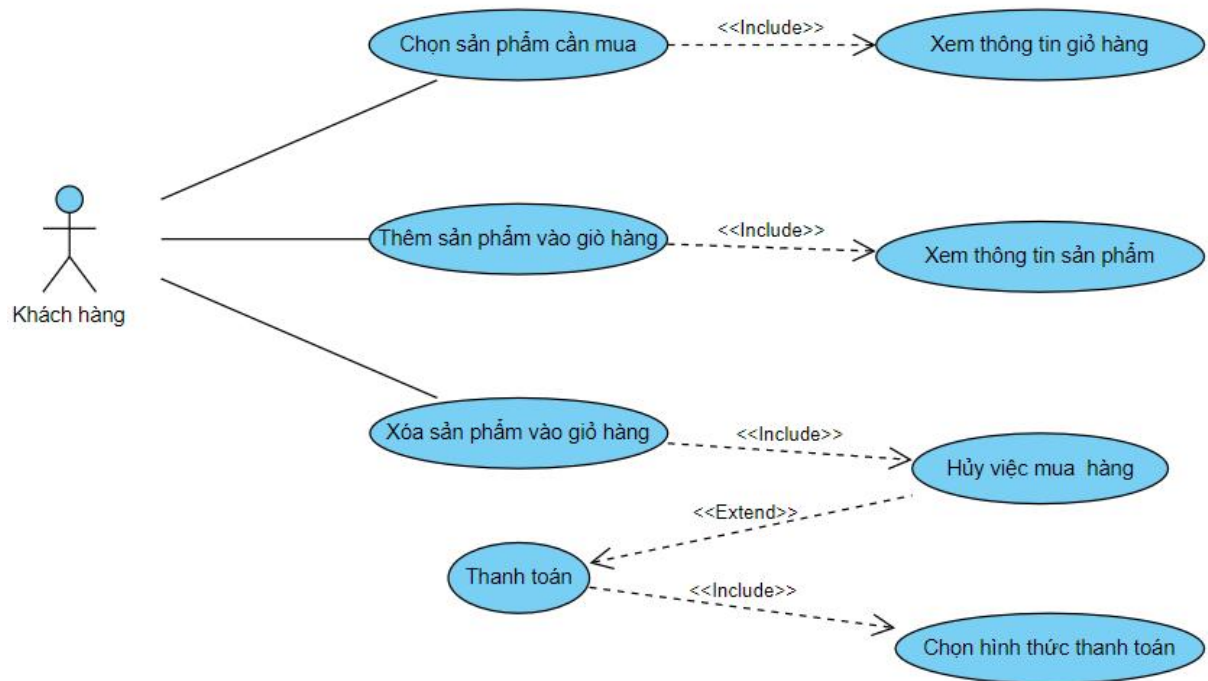 Chọn sản phẩm cần mua
<<Include>>
Xem thông tin giỏ hàng
Thêm sản phẩm vào giò hàng
<<Include>>
Xem thông tin sản phẩm
Khách hàng
Xóa sản phẩm vào giỏ hàng
<<Include>>
Hủy việc mua hàng
<<Extend>>
Thanh toán
<<Include>>
Chọn hình thức thanh toán